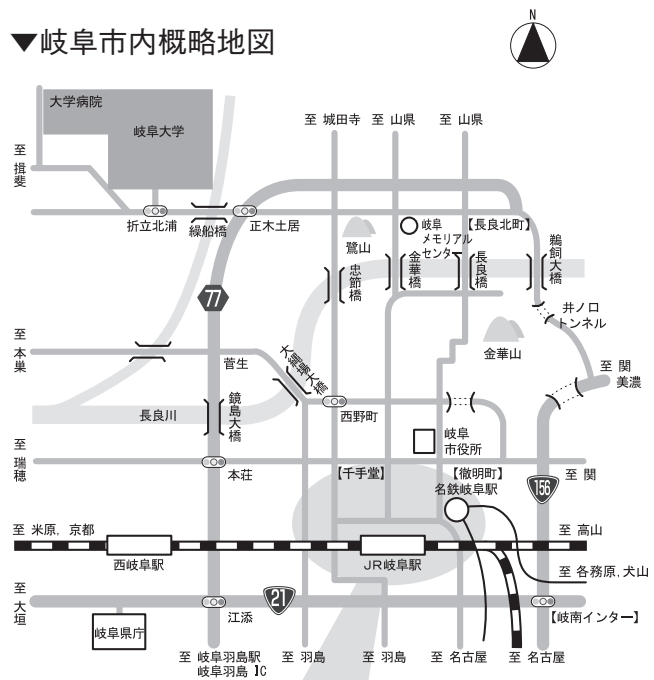 ▼岐阜市内概略地図
N
大学病院
岐阜大学
至 揖斐
至 城田寺
至 山県
至 山県
折立北浦
繰船橋
正木土居
鷺山
岐阜
メモリアル
センター
【長良北町】
鵜飼大橋
忠節橋
金華橋
長良橋
77
井ノ口
トンネル
至 本巣
菅生
大縄場大橋
金華山
至 関
美濃
長良川
鏡島大橋
西野町
岐阜
市役所
至 瑞穂
本荘
【千手堂】
【徹明町】
至 関
名鉄岐阜駅
156
至 米原，京都
至 高山
西岐阜駅
JR岐阜駅
至 各務原，犬山
至 大垣
21
江添
【岐南インター】
岐阜県庁
至 岐阜羽島駅
岐阜羽島 IC
至 羽島
至 羽島
至 名古屋
至 名古屋